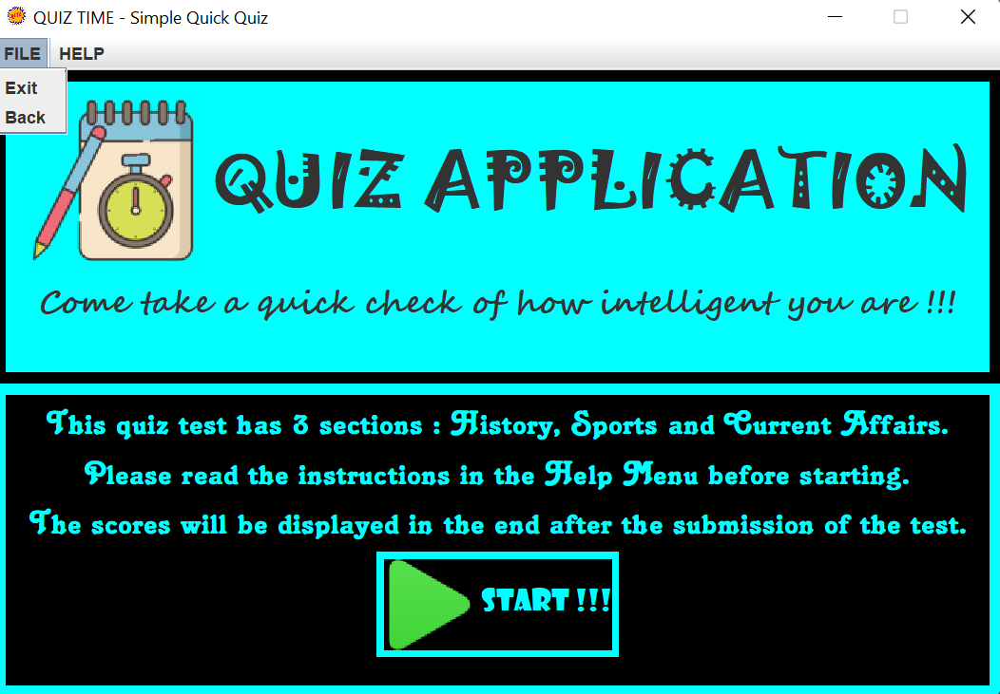 QUIZ TIME - Simple Quick Quiz
FILE HELP
Exit
Back
QUIZ APPLICATION
Come take a quick check of how intelligent you are !!!
This quiz test has 3 sections : History, Sports and Current Affairs.
Please read the instructions in the Help Menu before starting.
The scores will be displayed in the end after the submission of the test.
START !!!